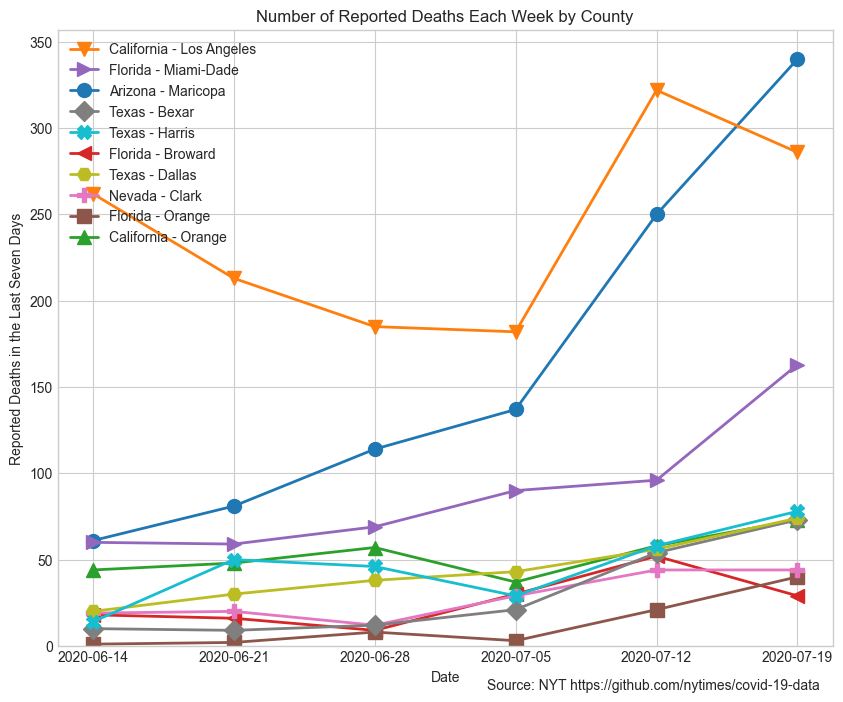 Number of Reported Deaths Each Week by County
350
300
250
200
150
100
50
0
Reported Deaths in the Last Seven Days
California - Los Angeles
Florida - Miami-Dade
Arizona - Maricopa
Texas - Bexar
Texas - Harris
Florida - Broward
Texas - Dallas
Nevada - Clark
Florida - Orange
California - Orange
2020-06-14 2020-06-21 2020-06-28 2020-07-05 2020-07-12 2020-07-19
Date
Source: NYT https://github.com/nytimes/covid-19-data